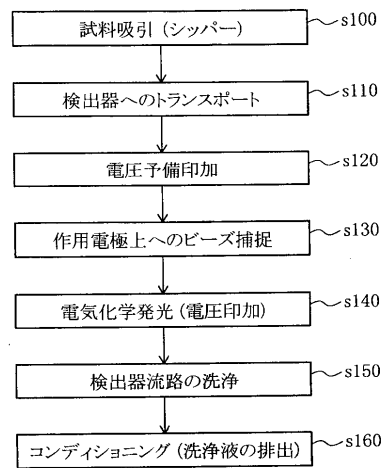 試料吸引(シッパー) s100
検出器へのトランスポート s110
電圧予備印加 s120
作用電極上へのビーズ捕捉 s130
電気化学発光(電圧印加) s140
検出器流路の洗浄 s150
コンディショニング(洗浄液の排出) s160